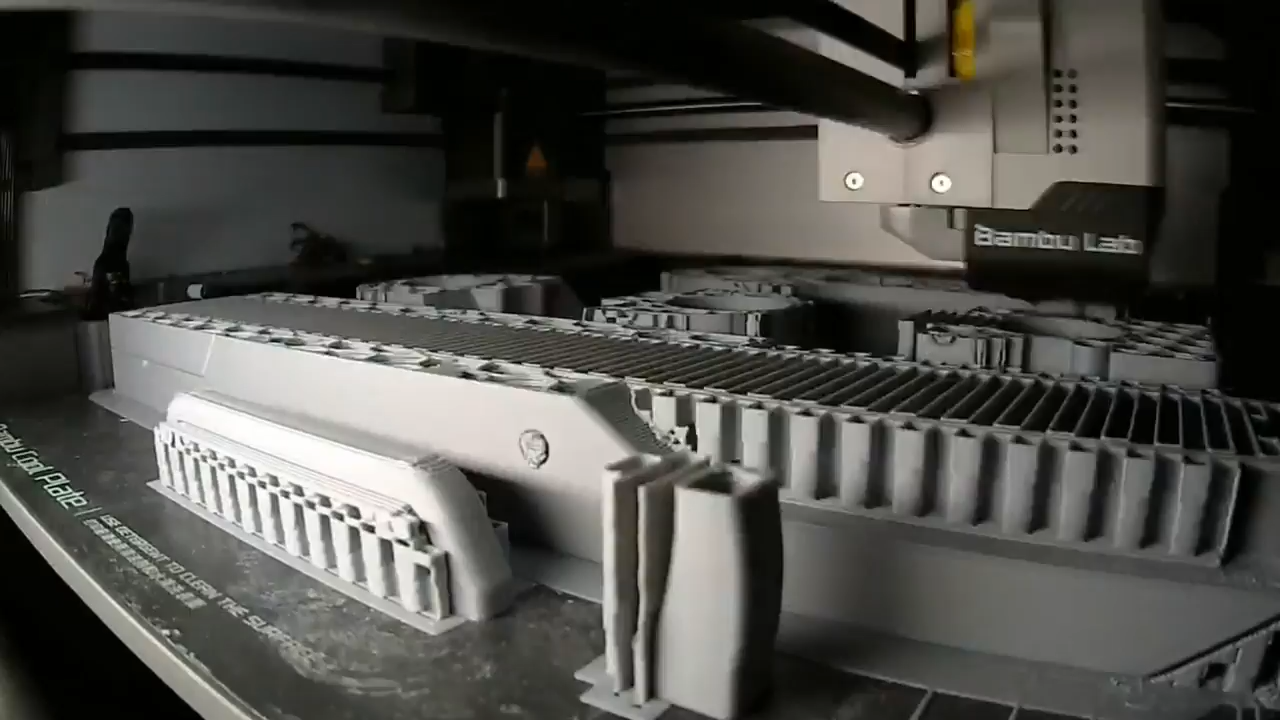 Bambu Lab
Bambu Cool Plate
USE DETERGENT TO CLEAN THE SURFACE